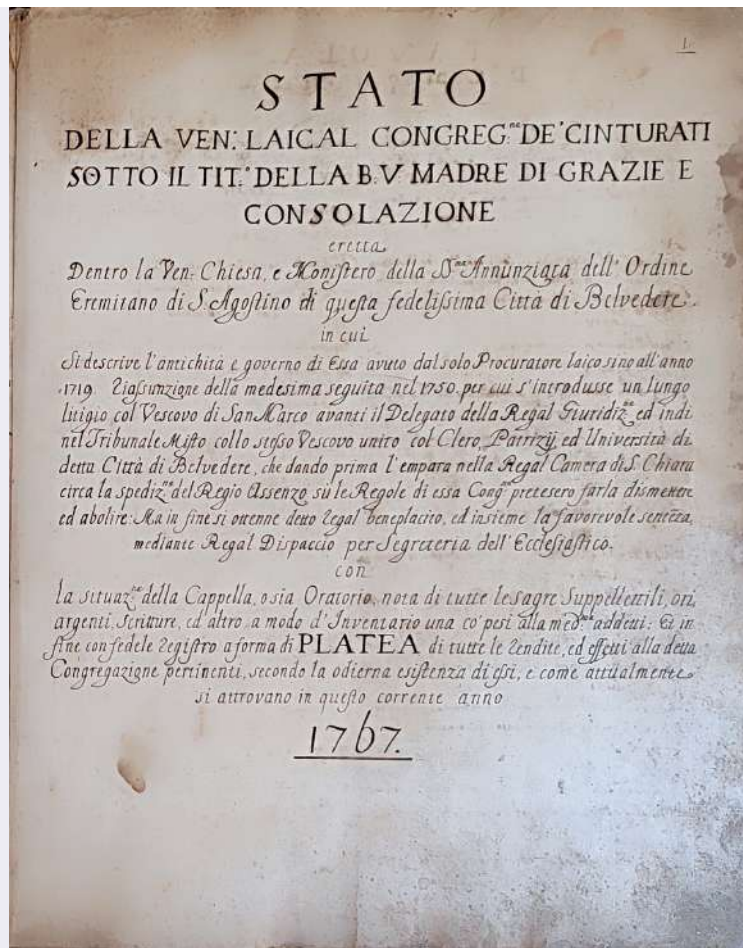 1.
STATO
DELLA VEN: LAICAL CONGREG.ne DE' CINTURATI
SOTTO IL TIT.o DELLA B. V MADRE DI GRAZIE E
CONSOLAZIONE
eretta
Dentro la Ven: Chiesa, e Monistero della SS.ma Annunziata dell' Ordine
Eremitano di S. Agostino di questa fedelissima Città di Belvedere.
in cui
Si descrive l'antichità e governo di Essa avuto dal solo Procuratore laico sino all'anno
1719. Riassunzione della medesima seguita nel 1750. per cui s'introdusse un lungo
litigio col Vescovo di San Marco avanti il Delegato della Regal Giuridiz.ne ed indi
nel Tribunale Misto collo stesso Vescovo unito col Clero, Patrizij, ed Università di
detta Città di Belvedere, che dando prima l'empara nella Regal Camera di S. Chiara
circa la spediz.ne del Regio Assenzo sù le Regole di essa Cong.ne pretesero farla dismettere
ed abolire: Ma in fine si ottenne detto Regal beneplacito, ed insieme la favorevole sentēza,
mediante Regal Dispaccio per Segreteria dell' Ecclesiastico.
con
la situaz.ne della Cappella, o sia Oratorio, nota di tutte le sagre Suppellettili, ori,
argenti, scritture, ed altro a modo d'Inventario una co' pesi alla med.ma addetti: Et in
fine con fedele Registro a forma di PLATEA di tutte le Rendite, ed effetti alla detta
Congregazione pertinenti, secondo la odierna esistenza di essi, e come attualmente
si attrovano in questo corrente anno
1767.